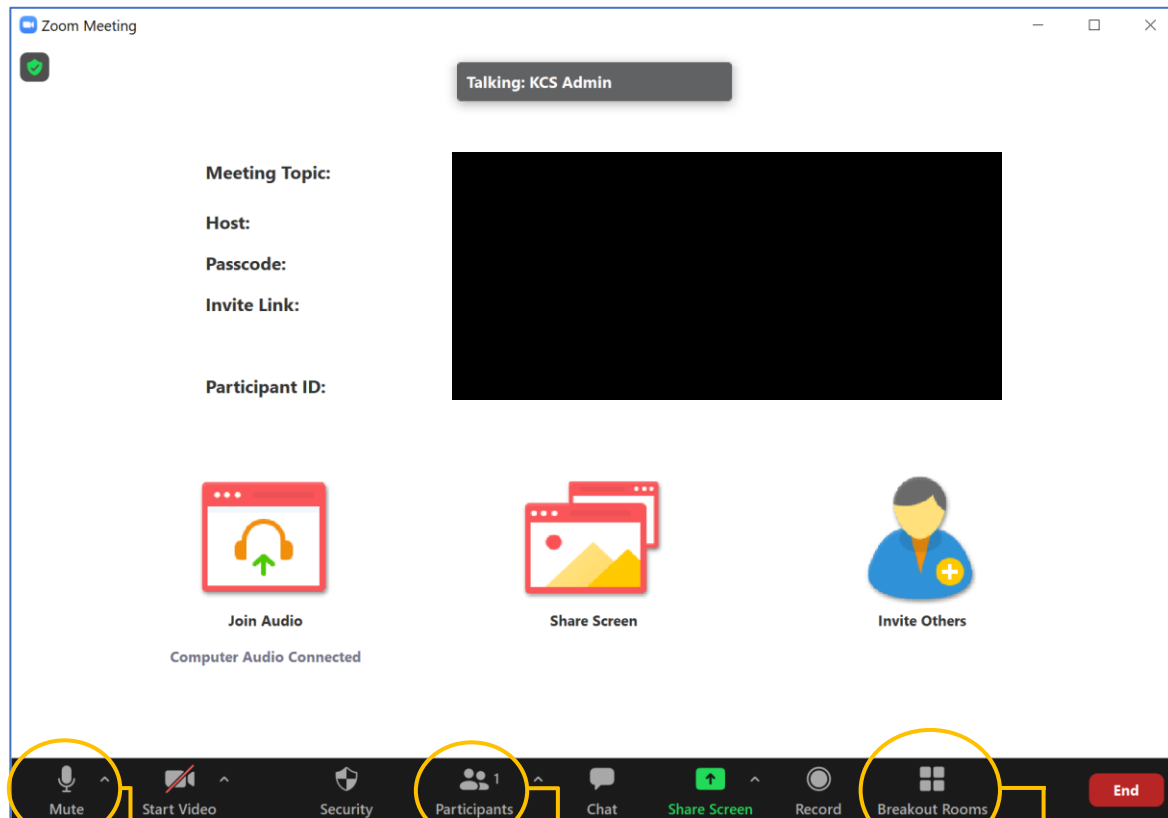 Zoom Meeting
Talking: KCS Admin
Meeting Topic:
Host:
Passcode:
Invite Link:
Participant ID:
Join Audio Share Screen Invite Others
Computer Audio Connected
1
Mute Start Video Security Participants Chat Share Screen Record Breakout Rooms End